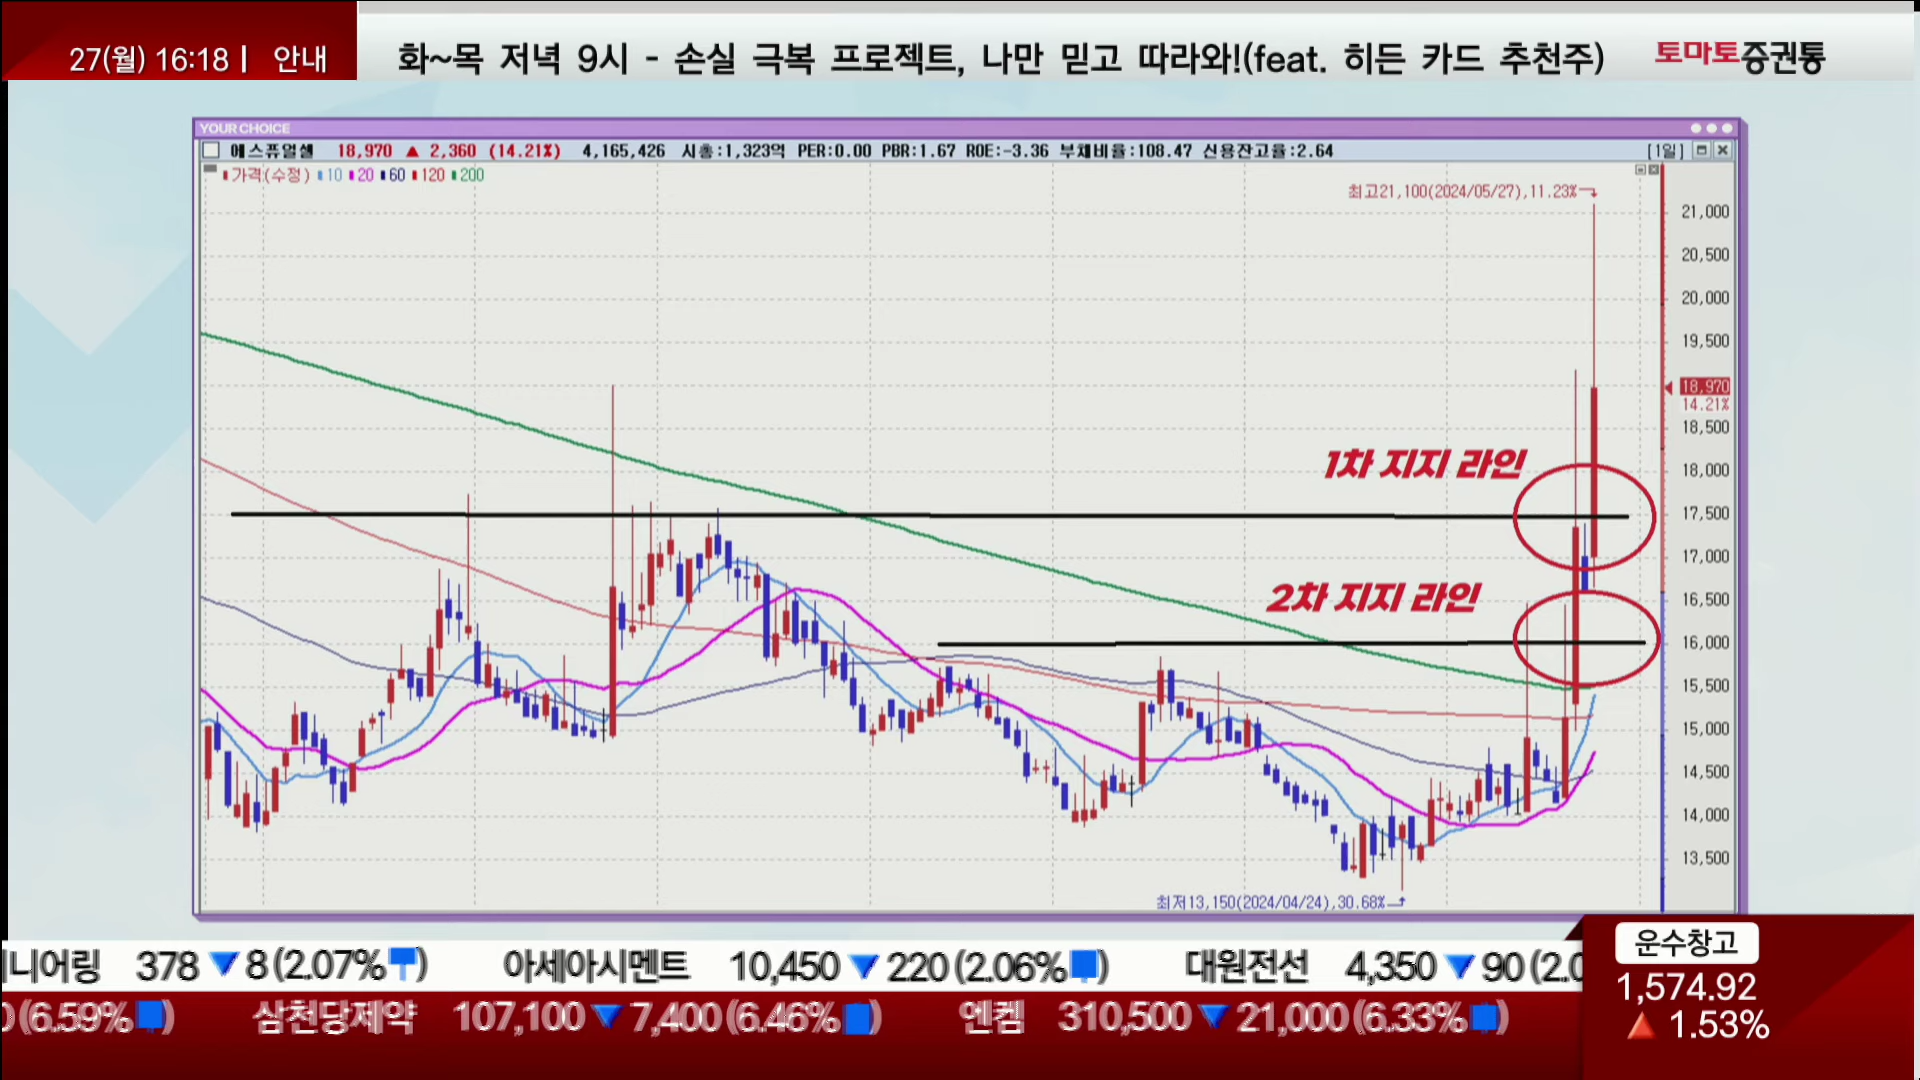 27(월) 16:18 | 안내
화~목 저녁 9시 - 손실 극복 프로젝트, 나만 믿고 따라와!(feat. 히든 카드 추천주)
토마토증권통
YOUR CHOICE
에스퓨얼셀 18,970 ▲ 2,360 (14.21%) 4,165,426 시총:1,323억 PER:0.00 PBR:1.67 ROE:-3.36 부채비율:108.47 신용잔고율:2.64 [1일]
가격(수정) 10 20 60 120 200
최고21,100(2024/05/27),11.23%
21,000
20,500
20,000
19,500
18,970
14.21%
18,500
1차 지지 라인
18,000
17,500
17,000
2차 지지 라인
16,500
16,000
15,500
15,000
14,500
14,000
13,500
최저13,150(2024/04/24),30.68%
니어링 378 ▼ 8(2.07%) 아세아시멘트 10,450 ▼ 220(2.06%) 대원전선 4,350 ▼ 90(2.0
0(6.59%) 삼천당제약 107,100 ▼ 7,400(6.46%) 엔켐 310,500 ▼ 21,000(6.33%)
운수창고
1,574.92
▲ 1.53%